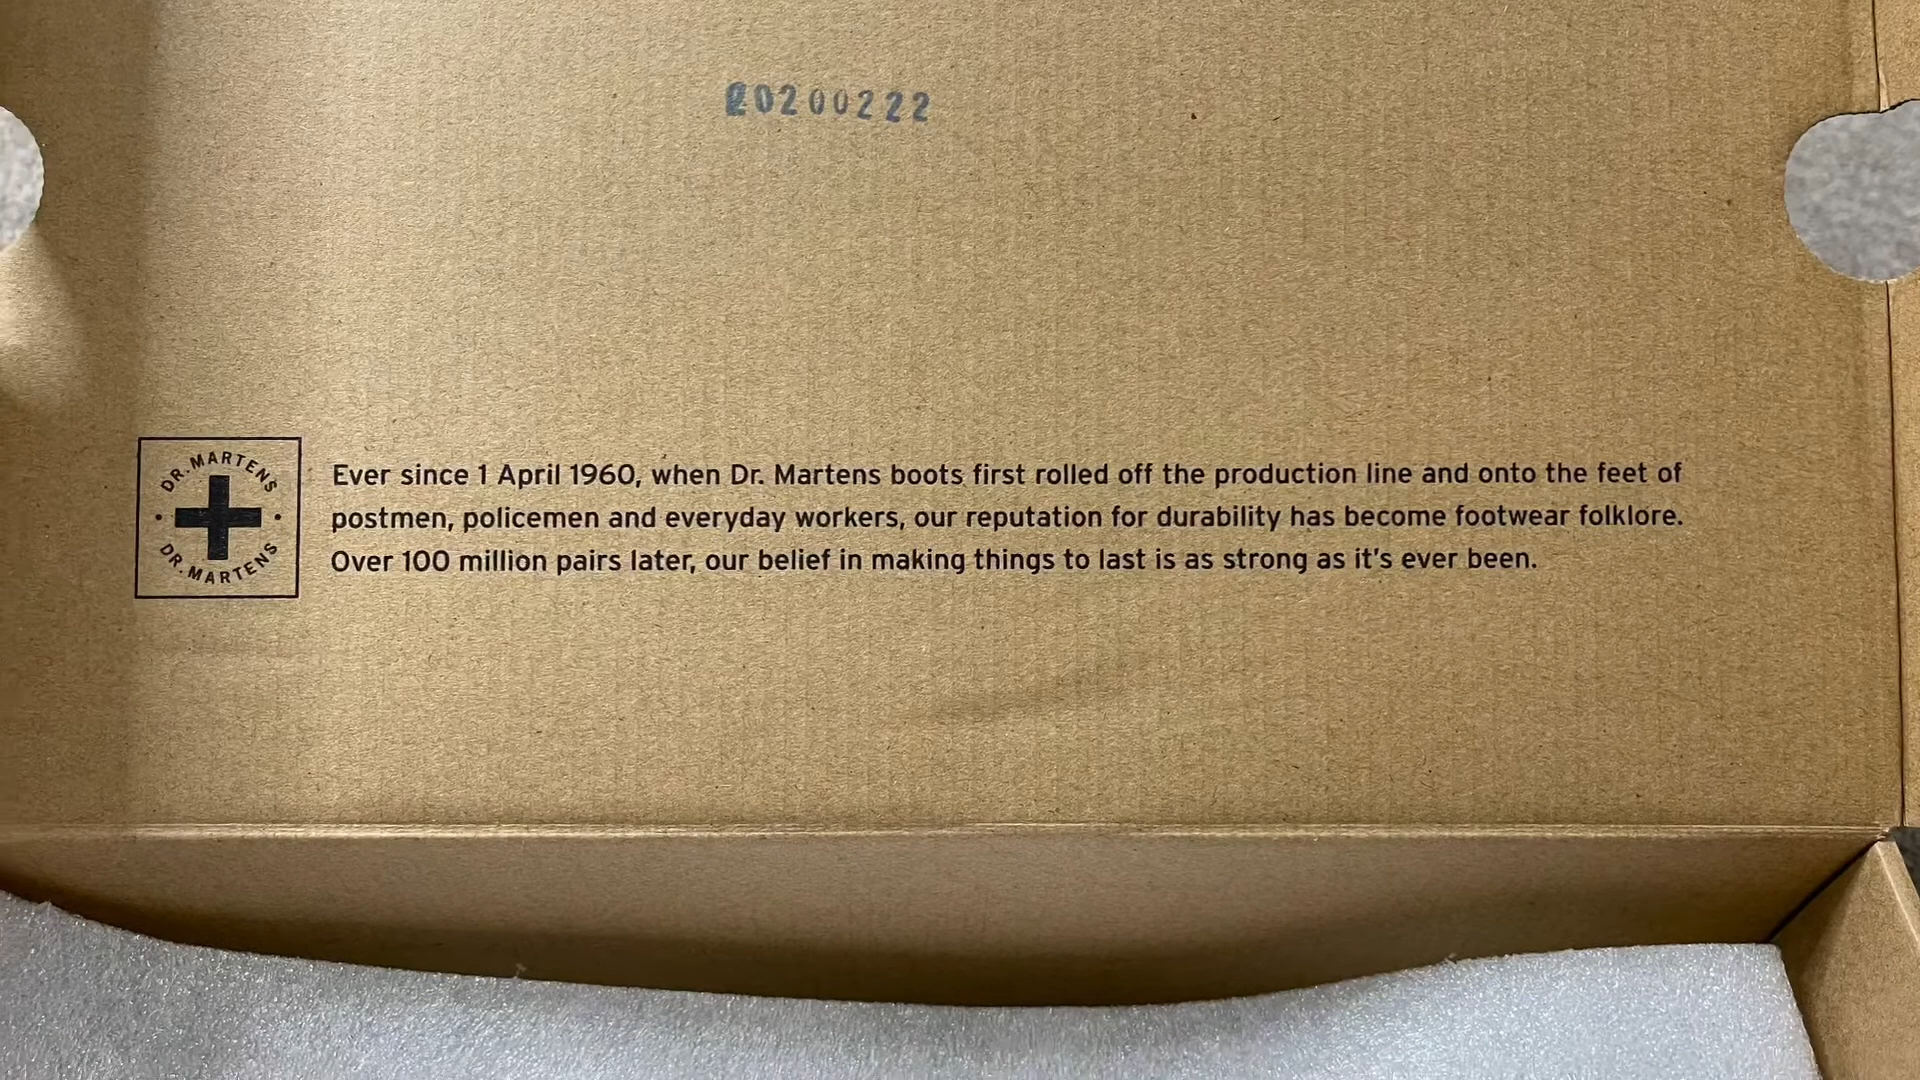 20200222
DR. MARTENS
DR. MARTENS
Ever since 1 April 1960, when Dr. Martens boots first rolled off the production line and onto the feet of
postmen, policemen and everyday workers, our reputation for durability has become footwear folklore.
Over 100 million pairs later, our belief in making things to last is as strong as it's ever been.